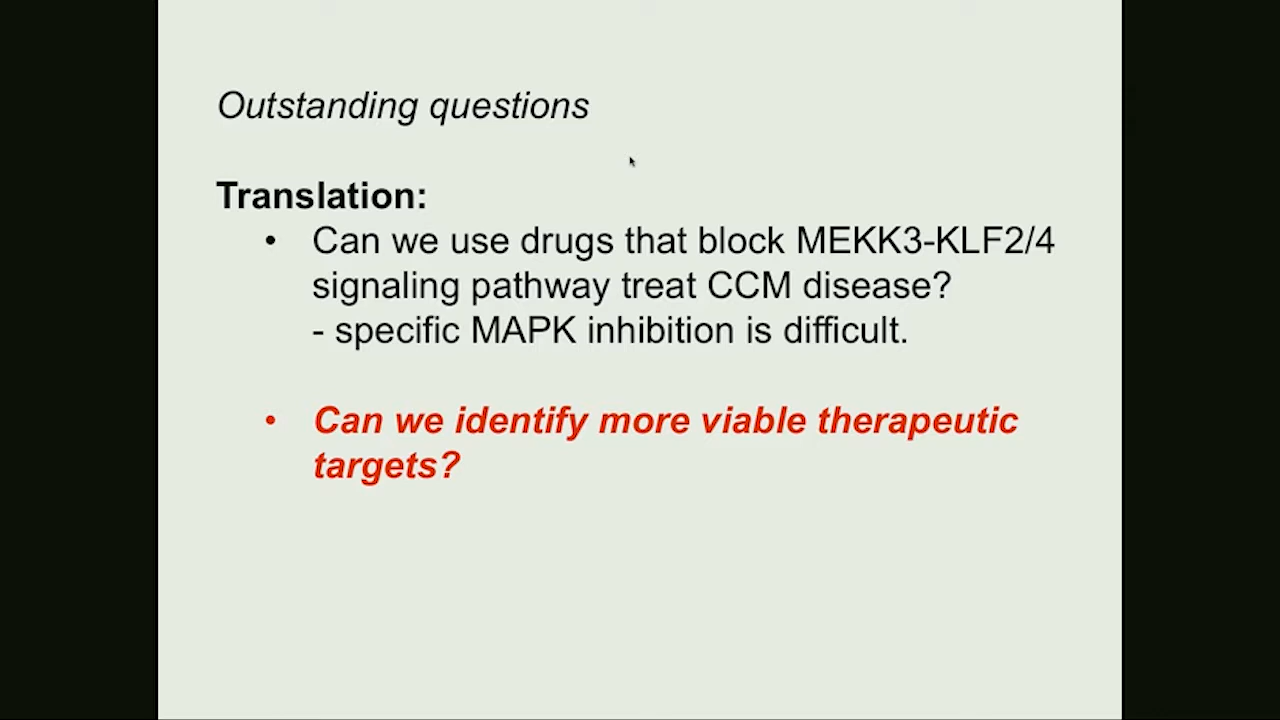 Outstanding questions
Translation:
• Can we use drugs that block MEKK3-KLF2/4
signaling pathway treat CCM disease?
- specific MAPK inhibition is difficult.
• Can we identify more viable therapeutic
targets?